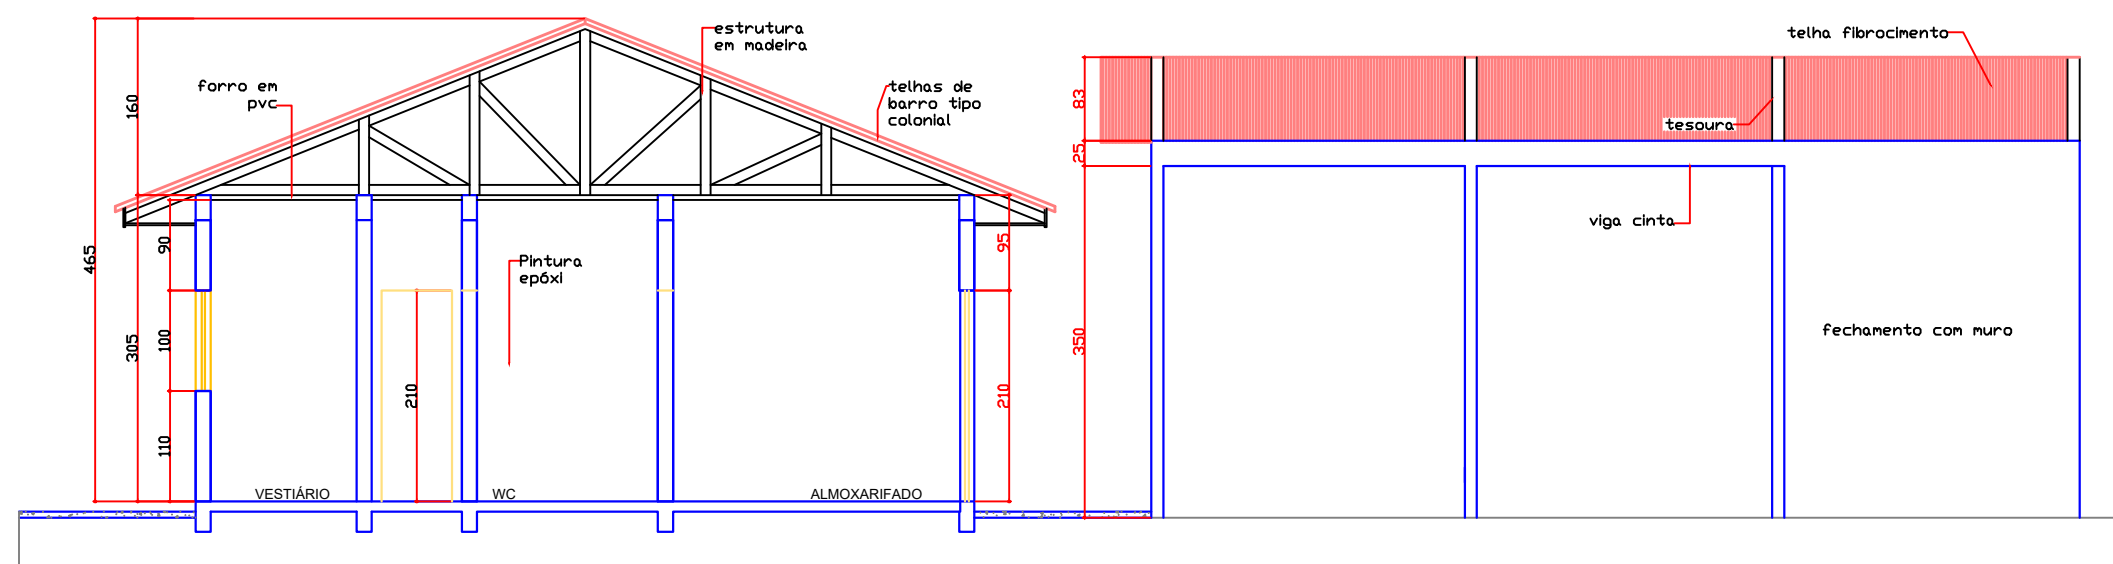 estrutura
em madeira
telha fibrocimento
forro em
pvc
telhas de
barro tipo
colonial
160
83
tesoura
25
viga cinta
465
90
95
Pintura
epóxi
305
100
350
fechamento com muro
210
210
110
VESTIÁRIO
WC
ALMOXARIFADO